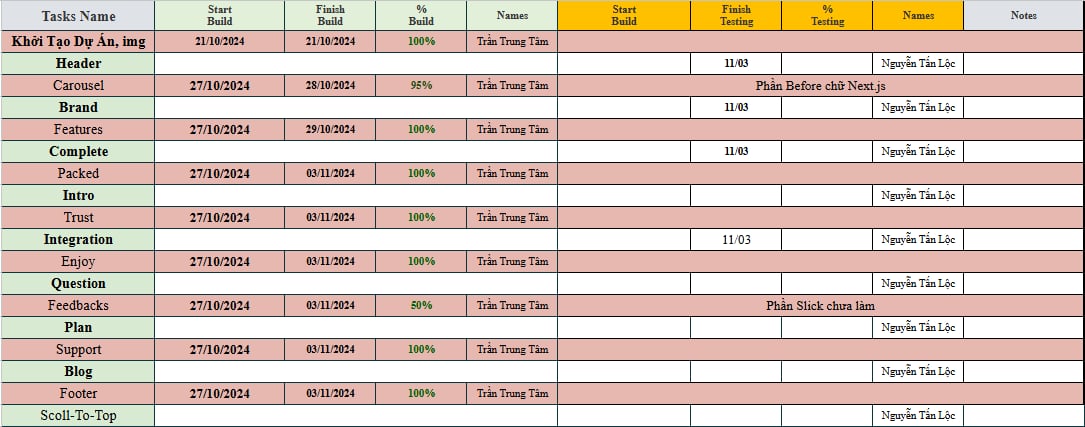 Tasks Name Start Build Finish Build % Build Names Start Build Finish Testing % Testing Names Notes
Khởi Tạo Dự Án, img 21/10/2024 21/10/2024 100% Trần Trung Tâm
Header 11/03 Nguyễn Tấn Lộc
Carousel 27/10/2024 28/10/2024 95% Trần Trung Tâm Phần Before chữ Next.js
Brand 11/03 Nguyễn Tấn Lộc
Features 27/10/2024 29/10/2024 100% Trần Trung Tâm
Complete 11/03 Nguyễn Tấn Lộc
Packed 27/10/2024 03/11/2024 100% Trần Trung Tâm
Intro Nguyễn Tấn Lộc
Trust 27/10/2024 03/11/2024 100% Trần Trung Tâm
Integration 11/03 Nguyễn Tấn Lộc
Enjoy 27/10/2024 03/11/2024 100% Trần Trung Tâm
Question Nguyễn Tấn Lộc
Feedbacks 27/10/2024 03/11/2024 50% Trần Trung Tâm Phần Slick chưa làm
Plan Nguyễn Tấn Lộc
Support 27/10/2024 03/11/2024 100% Trần Trung Tâm
Blog Nguyễn Tấn Lộc
Footer 27/10/2024 03/11/2024 100% Trần Trung Tâm
Scoll-To-Top Nguyễn Tấn Lộc